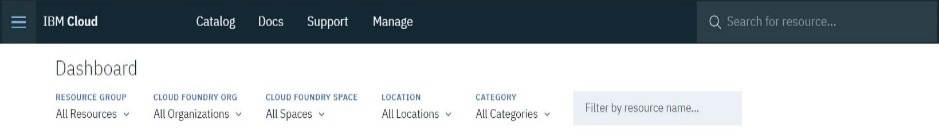 IBM Cloud Catalog Docs Support Manage Search for resource...
Dashboard
RESOURCE GROUP CLOUD FOUNDRY ORG CLOUD FOUNDRY SPACE LOCATION CATEGORY
All Resources All Organizations All Spaces All Locations All Categories Filter by resource name...